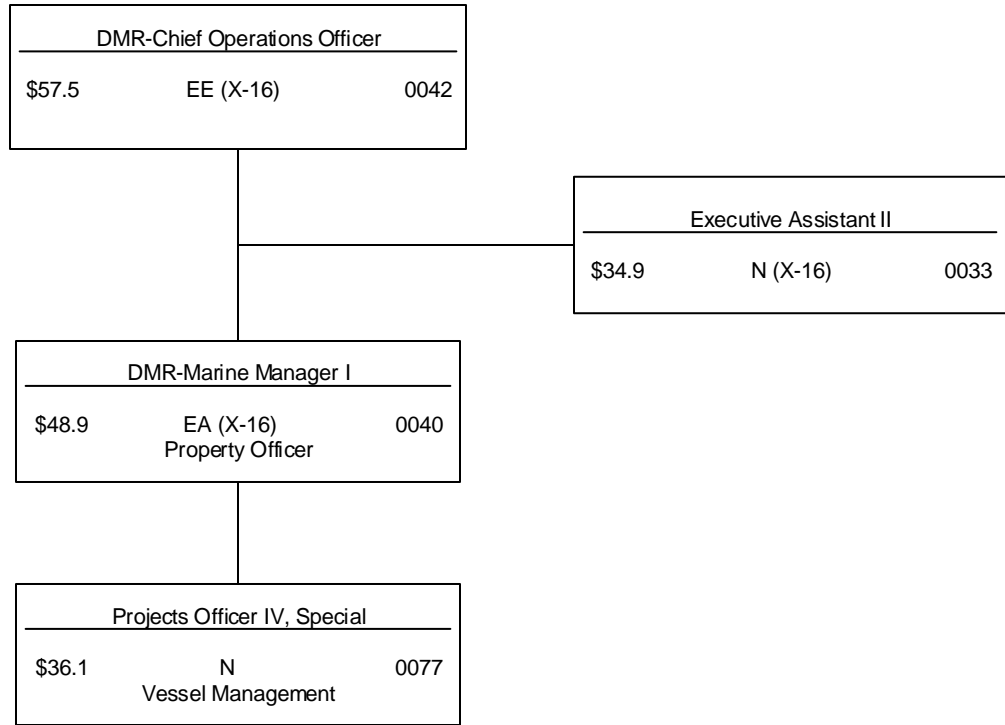 DMR-Chief Operations Officer
$57.5 EE (X-16) 0042
Executive Assistant II
$34.9 N (X-16) 0033
DMR-Marine Manager I
$48.9 EA (X-16) 0040
Property Officer
Projects Officer IV, Special
$36.1 N 0077
Vessel Management